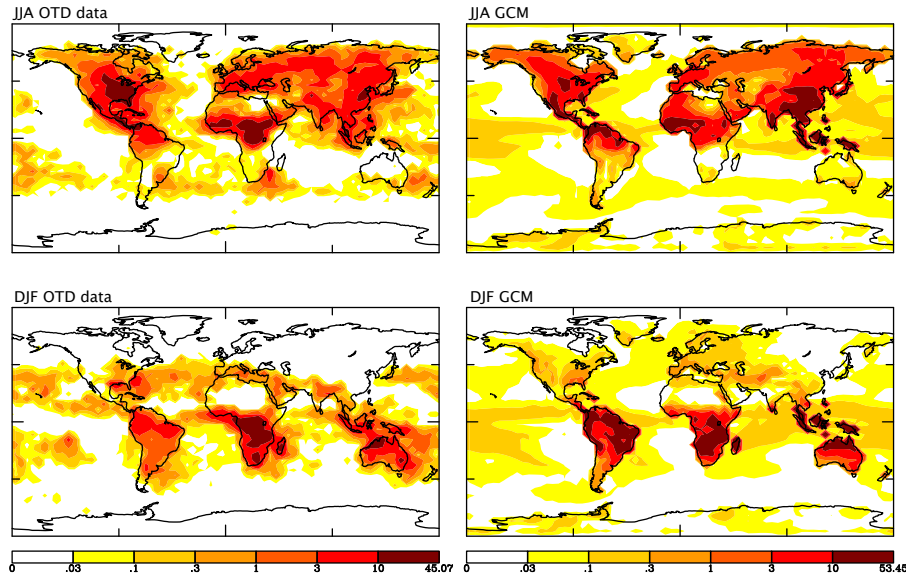 JJA OTD data
JJA GCM
DJF OTD data
DJF GCM
0 .03 .1 .3 1 3 10 45.07
0 .03 .1 .3 1 3 10 53.45